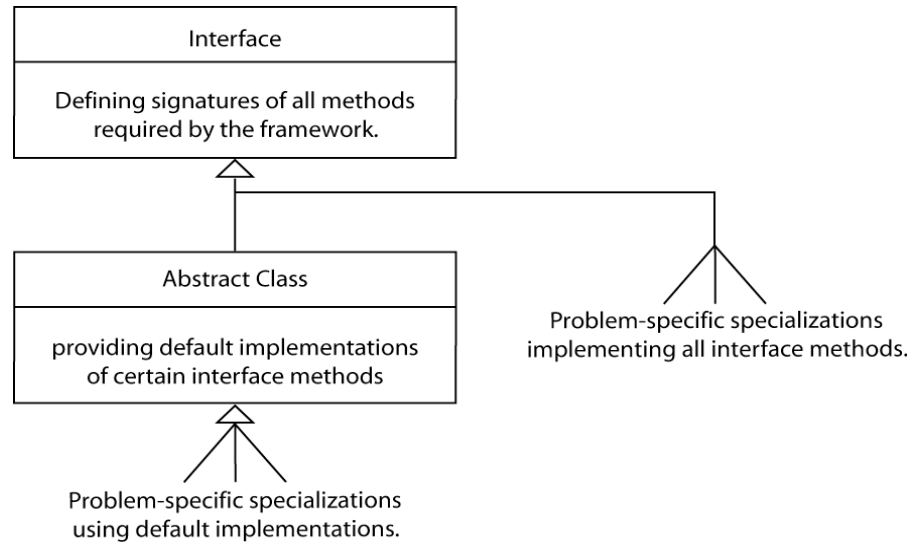 Interface
Defining signatures of all methods
required by the framework.
Abstract Class
providing default implementations
of certain interface methods
Problem-specific specializations
implementing all interface methods.
Problem-specific specializations
using default implementations.